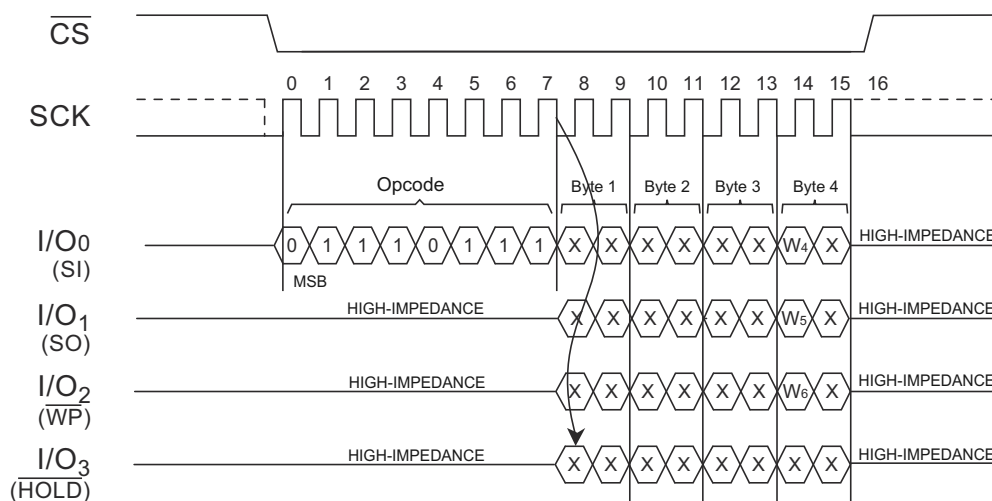 CS
0 1 2 3 4 5 6 7 8 9 10 11 12 13 14 15 16
SCK
Opcode Byte 1 Byte 2 Byte 3 Byte 4
I/O0 0 1 1 1 0 1 1 1 X X X X X X W4 X HIGH-IMPEDANCE
(SI)
MSB
I/O1 HIGH-IMPEDANCE X X X X X X W5 X HIGH-IMPEDANCE
(SO)
I/O2 HIGH-IMPEDANCE X X X X X X W6 X HIGH-IMPEDANCE
(WP)
I/O3 HIGH-IMPEDANCE X X X X X X X X HIGH-IMPEDANCE
(HOLD)